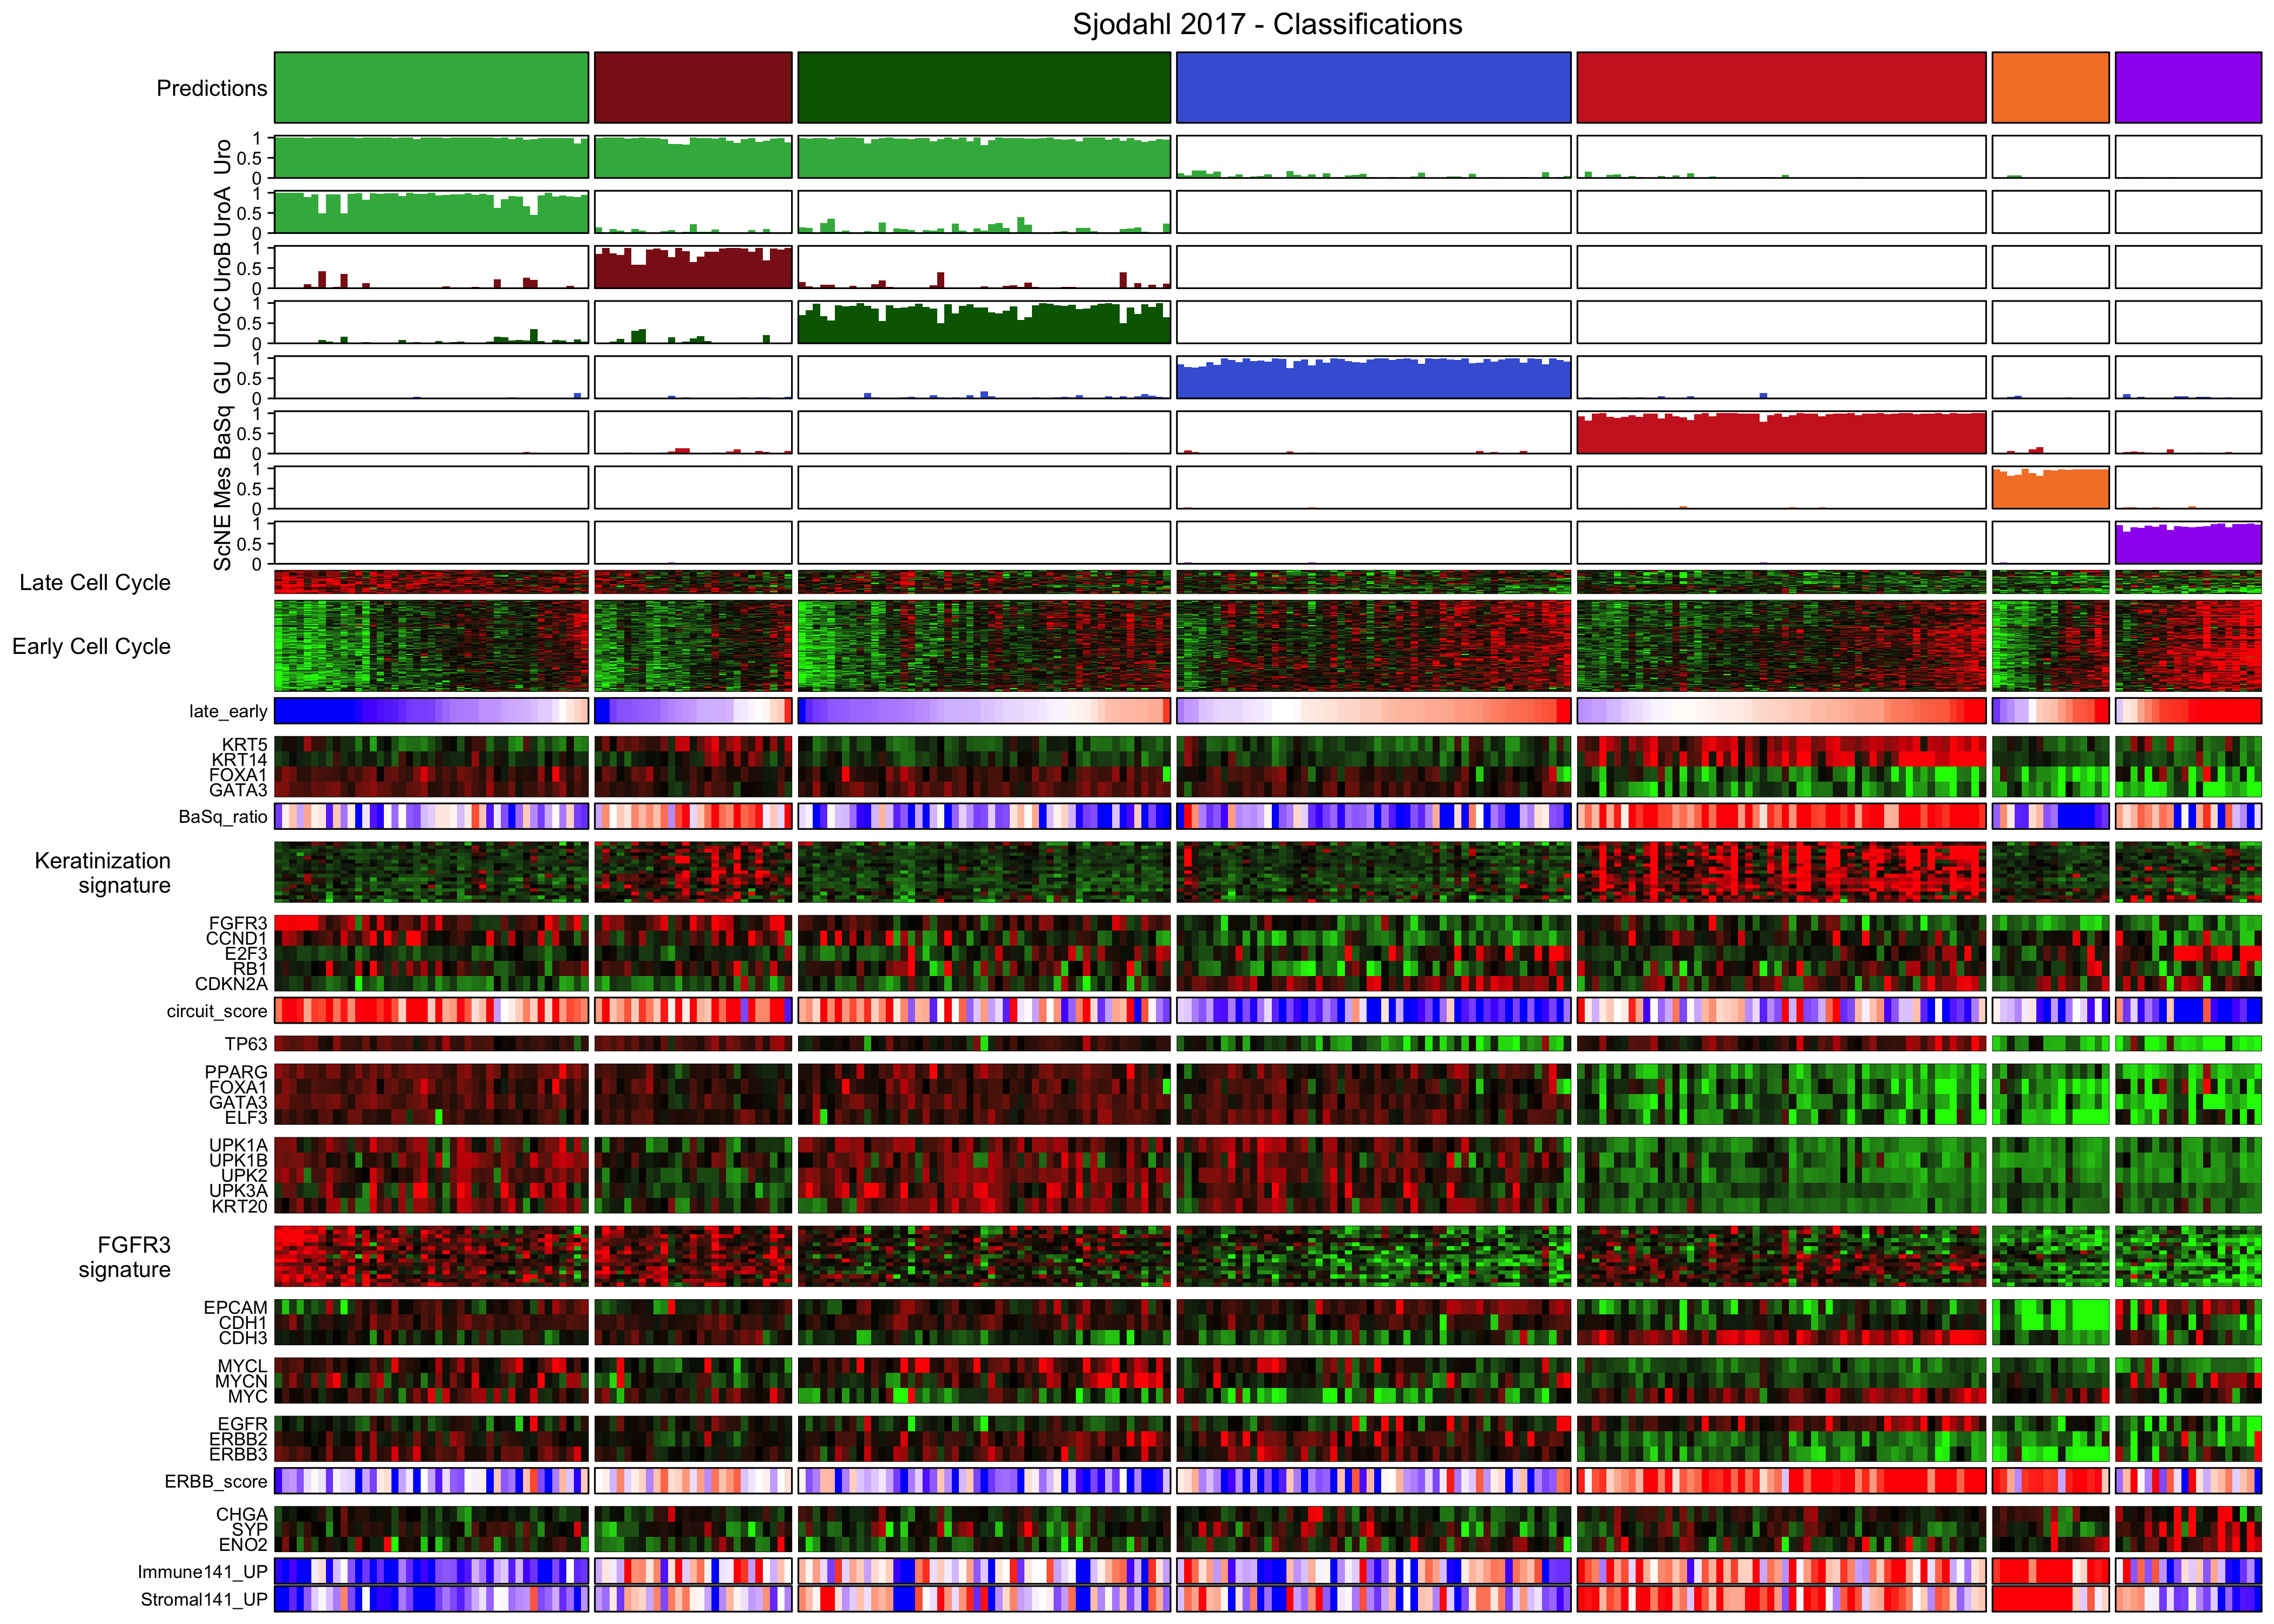 Sjodahl 2017 - Classifications
Predictions
Uro
1
0.5
0
UroA
1
0.5
0
UroB
1
0.5
0
UroC
1
0.5
0
GU
1
0.5
0
BaSq
1
0.5
0
Mes
1
0.5
0
ScNE
1
0.5
0
Late Cell Cycle
Early Cell Cycle
late_early
KRT5
KRT14
FOXA1
GATA3
BaSq_ratio
Keratinization
signature
FGFR3
CCND1
E2F3
RB1
CDKN2A
circuit_score
TP63
PPARG
FOXA1
GATA3
ELF3
UPK1A
UPK1B
UPK2
UPK3A
KRT20
FGFR3
signature
EPCAM
CDH1
CDH3
MYCL
MYCN
MYC
EGFR
ERBB2
ERBB3
ERBB_score
CHGA
SYP
ENO2
Immune141_UP
Stromal141_UP